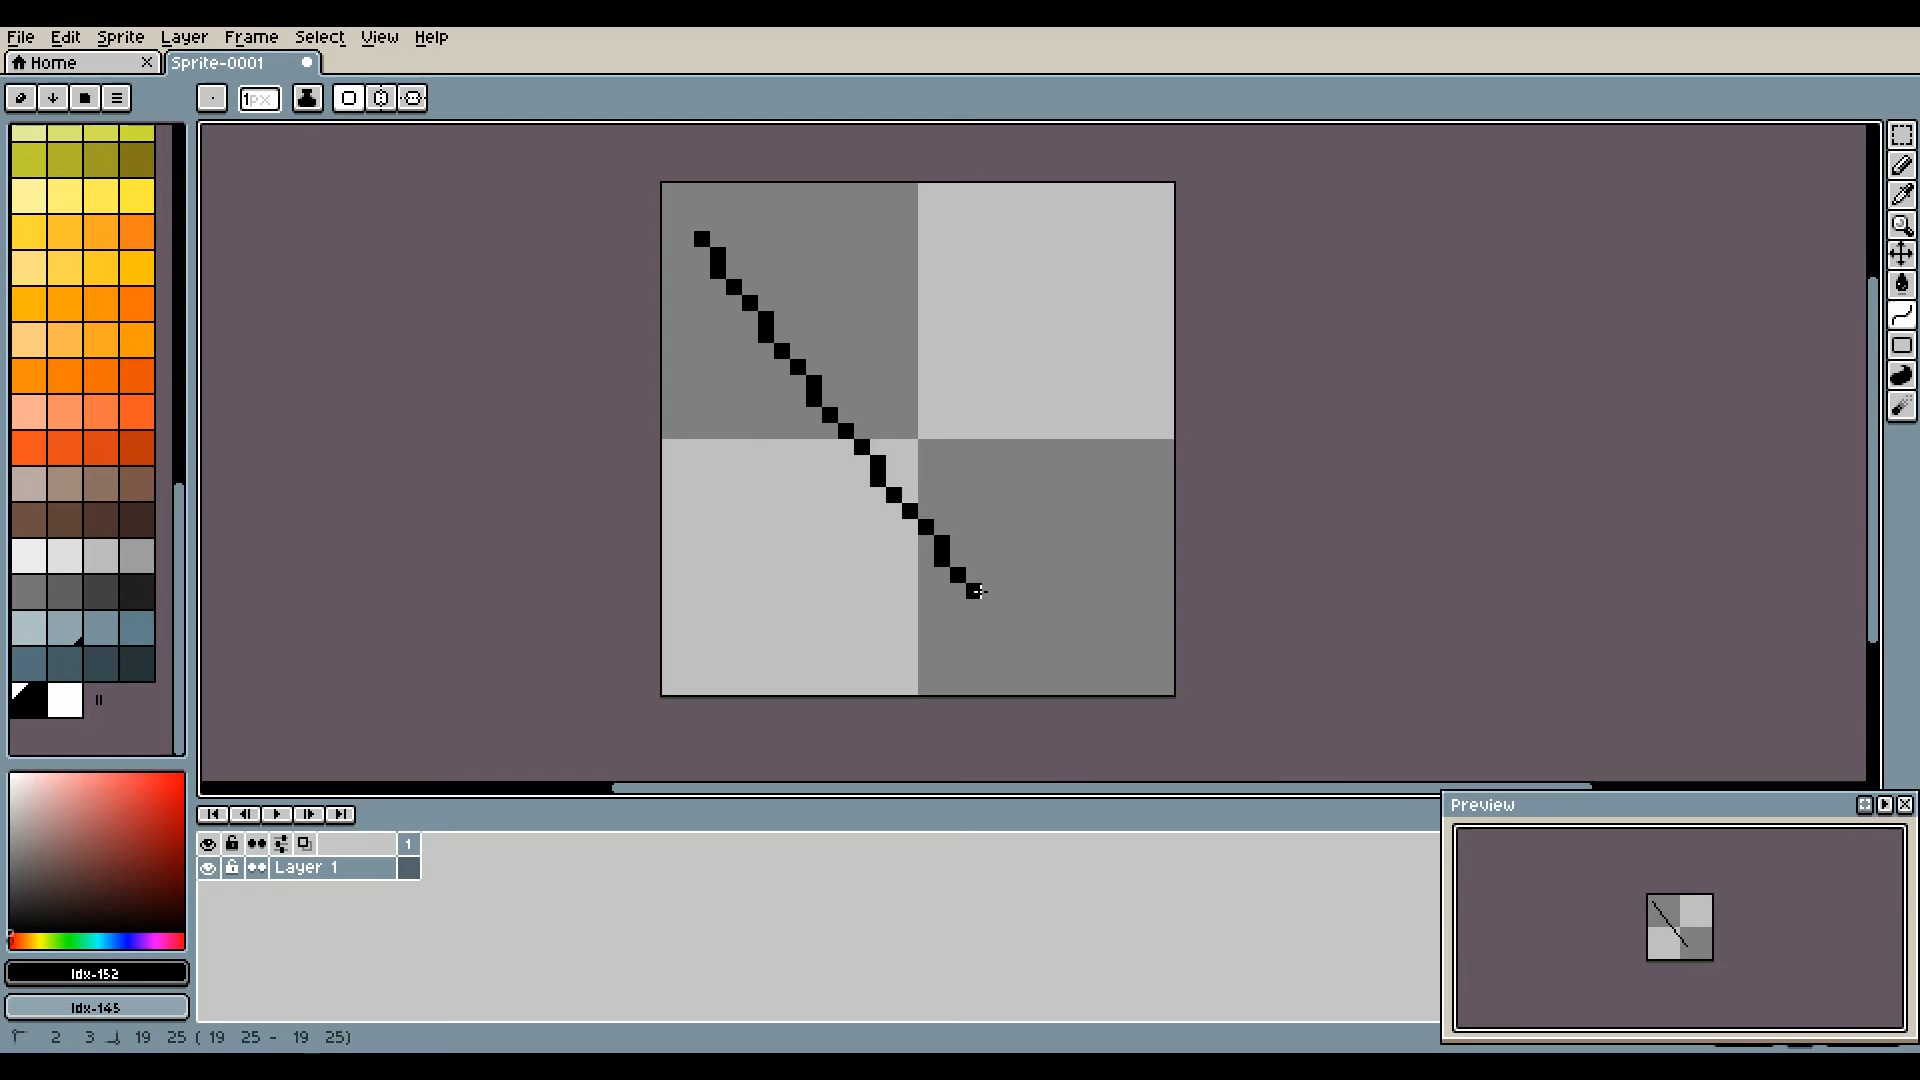 File Edit Sprite Layer Frame Select View Help
Home Sprite-0001
1px
Preview
1
Layer 1
Idx-152
Idx-145
2 3 19 25 ( 19 25 - 19 25)